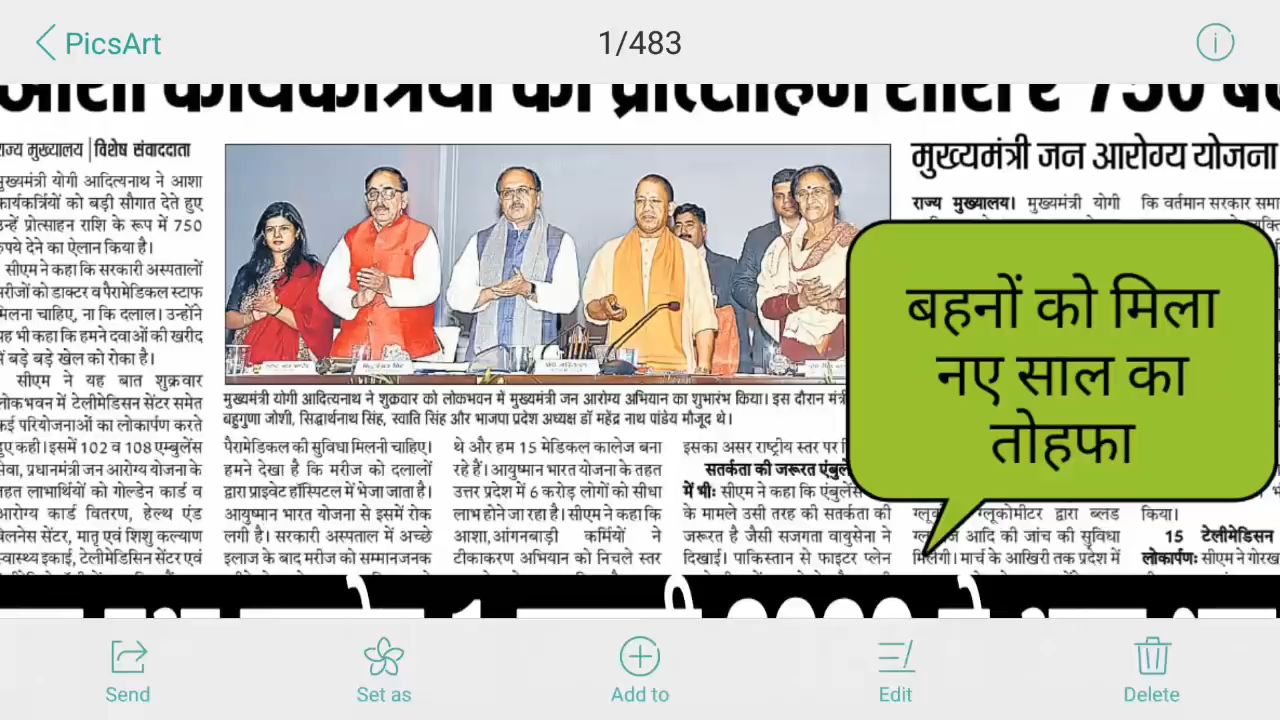 PicsArt
1/483
आशा कार्यकर्त्रियों को प्रोत्साहन राशि ₹ 750
राज्य मुख्यालय | विशेष संवाददाता
मुख्यमंत्री योगी आदित्यनाथ ने आशा
कार्यकर्त्रियों को बड़ी सौगात देते हुए
उन्हें प्रोत्साहन राशि के रूप में 750
रुपये देने का ऐलान किया है।
सीएम ने कहा कि सरकारी अस्पतालों
मरीजों को डाक्टर व पैरामेडिकल स्टाफ
मिलना चाहिए, ना कि दलाल। उन्होंने
यह भी कहा कि हमने दवाओं की खरीद
में बड़े बड़े खेल को रोका है।
सीएम ने यह बात शुक्रवार
लोकभवन में टेलीमेडिसन सेंटर समेत
कई परियोजनाओं का लोकार्पण करते
हुए कही। इसमें 102 व 108 एम्बुलेंस
सेवा, प्रधानमंत्री जन आरोग्य योजना के
तहत लाभार्थियों को गोल्डेन कार्ड व
आरोग्य कार्ड वितरण, हेल्थ एंड
वेलनेस सेंटर, मातृ एवं शिशु कल्याण
स्वास्थ्य इकाई, टेलीमेडिसन सेंटर एवं
मुख्यमंत्री योगी आदित्यनाथ ने शुक्रवार को लोकभवन में मुख्यमंत्री जन आरोग्य अभियान का शुभारंभ किया। इस दौरान मंत्री
बहुगुणा जोशी, सिद्धार्थनाथ सिंह, स्वाति सिंह और भाजपा प्रदेश अध्यक्ष डॉ महेंद्र नाथ पांडेय मौजूद थे।
पैरामेडिकल की सुविधा मिलनी चाहिए।
हमने देखा है कि मरीज को दलालों
द्वारा प्राइवेट हॉस्पिटल में भेजा जाता है।
आयुष्मान भारत योजना से इसमें रोक
लगी है। सरकारी अस्पताल में अच्छे
इलाज के बाद मरीज को सम्मानजनक
थे और हम 15 मेडिकल कालेज बना
रहे हैं। आयुष्मान भारत योजना के तहत
उत्तर प्रदेश में 6 करोड़ लोगों को सीधा
लाभ होने जा रहा है। सीएम ने कहा कि
आशा, आंगनबाड़ी कर्मियों ने
टीकाकरण अभियान को निचले स्तर
इसका असर राष्ट्रीय स्तर पर
सतर्कता की जरूरत एंबुलें
में भी: सीएम ने कहा कि एंबुलेंस
के मामले उसी तरह को सतर्कता की
जरूरत है जैसी सजगता वायुसेना ने
दिखाई। पाकिस्तान से फाइटर प्लेन
मुख्यमंत्री जन आरोग्य योजना
राज्य मुख्यालय। मुख्यमंत्री योगी
ग्लूकोमीटर द्वारा ब्लड
आदि की जांच की सुविधा
मिलेगी। मार्च के आखिरी तक प्रदेश में
कि वर्तमान सरकार
किया।
15 टेलीमेडिसन
लोकार्पण: सीएम ने
बहनों को मिला
नए साल का
तोहफा
Send
Set as
Add to
Edit
Delete